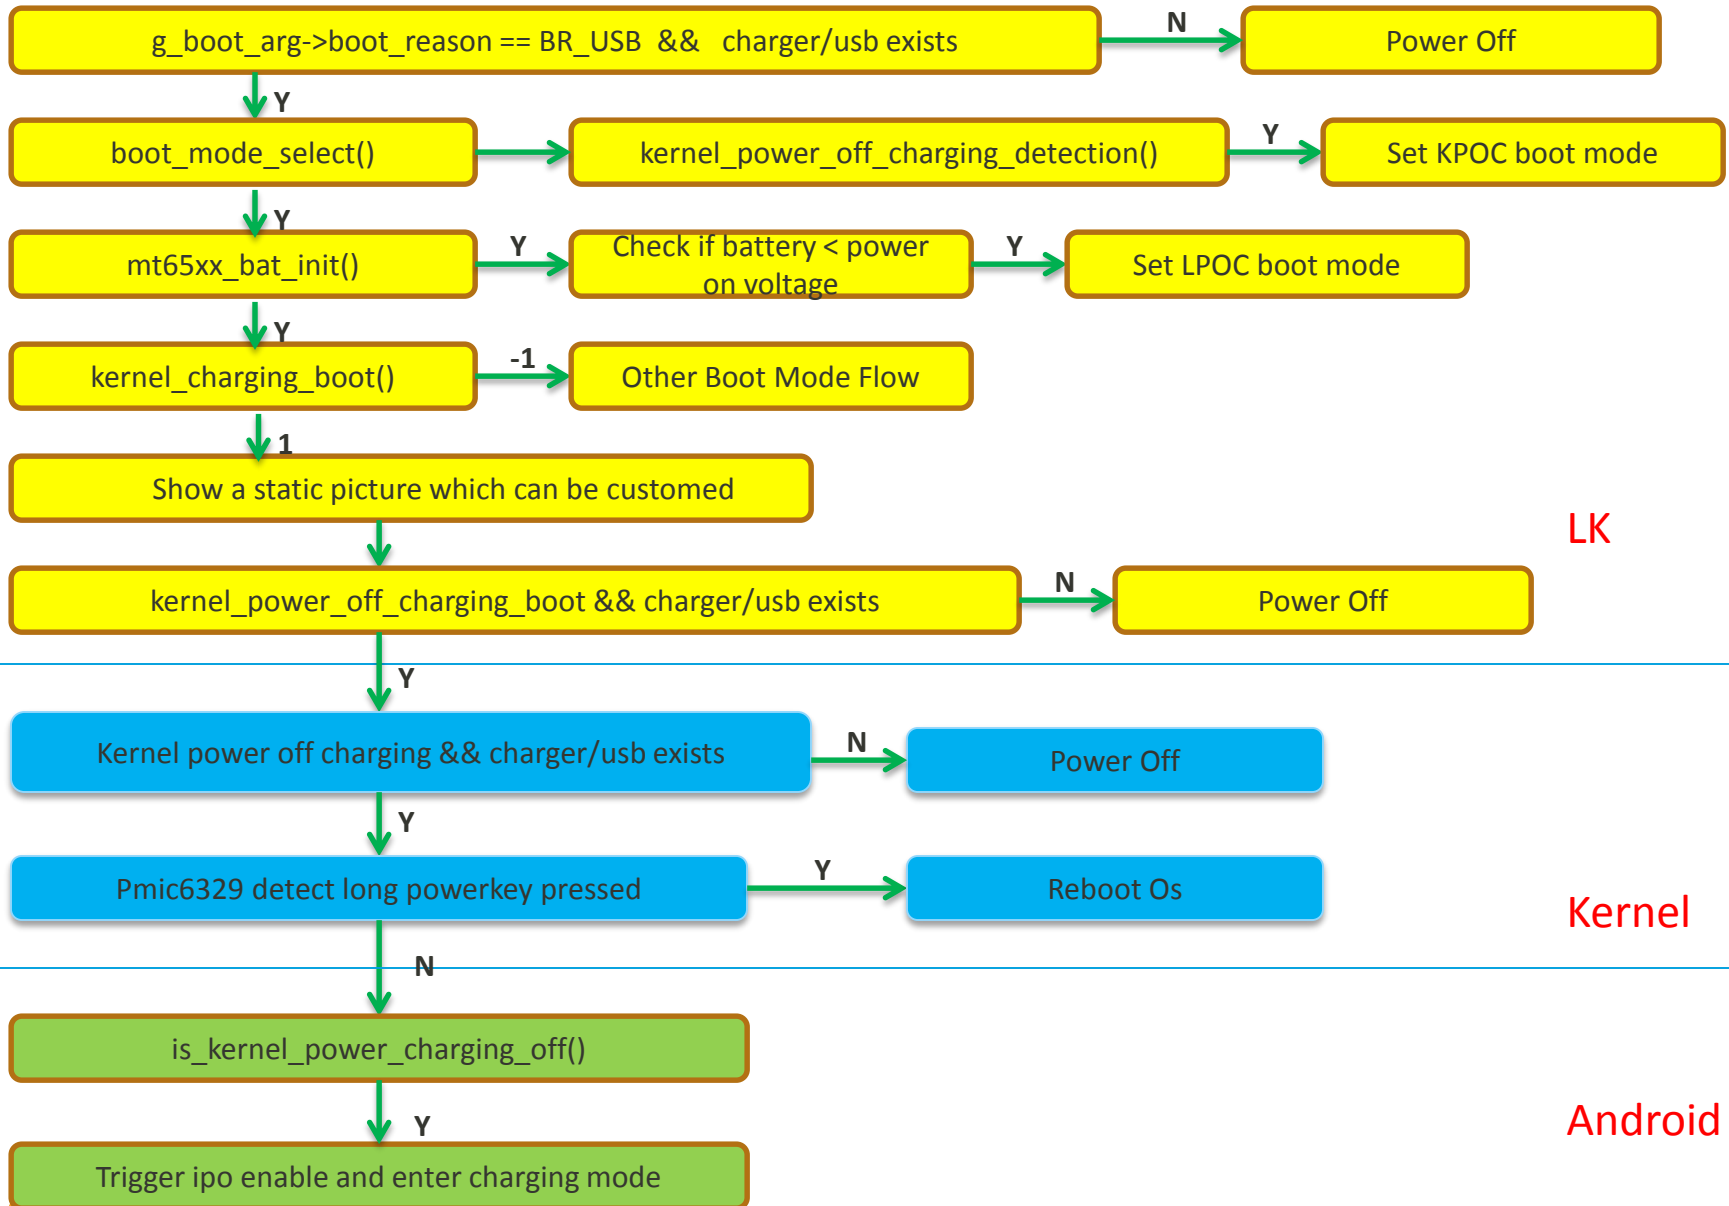 g_boot_arg->boot_reason == BR_USB && charger/usb exists
N
Power Off
Y
boot_mode_select()
kernel_power_off_charging_detection()
Y
Set KPOC boot mode
Y
mt65xx_bat_init()
Y
Check if battery < power
on voltage
Y
Set LPOC boot mode
Y
kernel_charging_boot()
-1
Other Boot Mode Flow
1
Show a static picture which can be customed
LK
kernel_power_off_charging_boot && charger/usb exists
N
Power Off
Y
Kernel power off charging && charger/usb exists
N
Power Off
Y
Pmic6329 detect long powerkey pressed
Y
Reboot Os
Kernel
N
is_kernel_power_charging_off()
Y
Android
Trigger ipo enable and enter charging mode